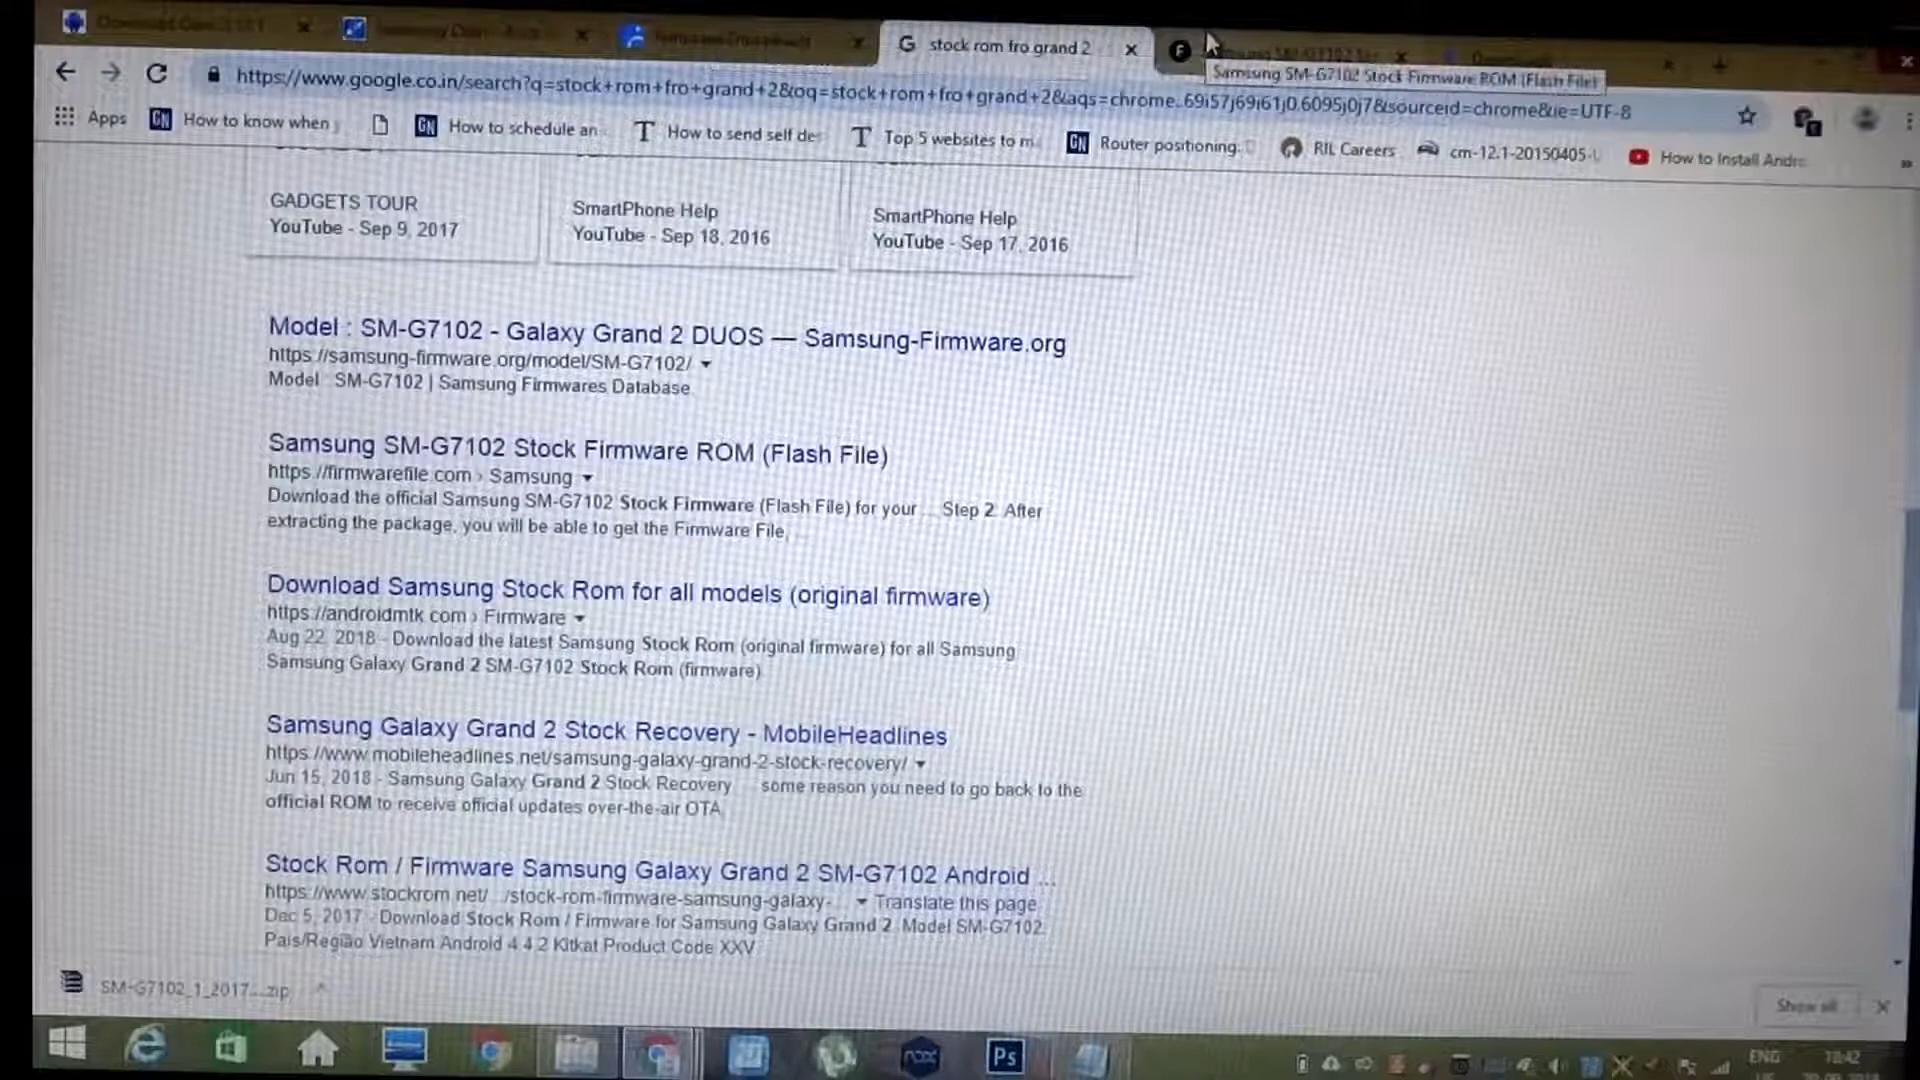 stock rom fro grand 2
Samsung SM-G7102 Stock Firmware ROM (Flash File)
https://www.google.co.in/search?q=stock+rom+fro+grand+2&oq=stock+rom+fro+grand+2&aqs=chrome..69i57j69i61j0.6095j0j7&sourceid=chrome&ie=UTF-8
Apps
How to know when
How to schedule an
How to send self de
Top 5 websites to m
Router positioning:
RIL Careers
cm-12.1-20150405-U
How to Install Andro
GADGETS TOUR
YouTube - Sep 9, 2017
SmartPhone Help
YouTube - Sep 18, 2016
SmartPhone Help
YouTube - Sep 17, 2016
Model : SM-G7102 - Galaxy Grand 2 DUOS — Samsung-Firmware.org
https://samsung-firmware.org/model/SM-G7102/
Model : SM-G7102 | Samsung Firmwares Database.
Samsung SM-G7102 Stock Firmware ROM (Flash File)
https://firmwarefile.com › Samsung
Download the official Samsung SM-G7102 Stock Firmware (Flash File) for your ... Step 2: After
extracting the package, you will be able to get the Firmware File, ...
Download Samsung Stock Rom for all models (original firmware)
https://androidmtk.com › Firmware
Aug 22, 2018 - Download the latest Samsung Stock Rom (original firmware) for all Samsung
Samsung Galaxy Grand 2 SM-G7102 Stock Rom (firmware).
Samsung Galaxy Grand 2 Stock Recovery - MobileHeadlines
https://www.mobileheadlines.net/samsung-galaxy-grand-2-stock-recovery/
Jun 15, 2018 - Samsung Galaxy Grand 2 Stock Recovery ... some reason you need to go back to the
official ROM to receive official updates over-the-air OTA.
Stock Rom / Firmware Samsung Galaxy Grand 2 SM-G7102 Android ...
https://www.stockrom.net/.../stock-rom-firmware-samsung-galaxy-... Translate this page
Dec 5, 2017 - Download Stock Rom / Firmware for Samsung Galaxy Grand 2. Model SM-G7102.
País/Região Vietnam Android 4.4.2 Kitkat Product Code XXV
SM-G7102_1_2017....zip
Show all
Ps
ENG
18:42